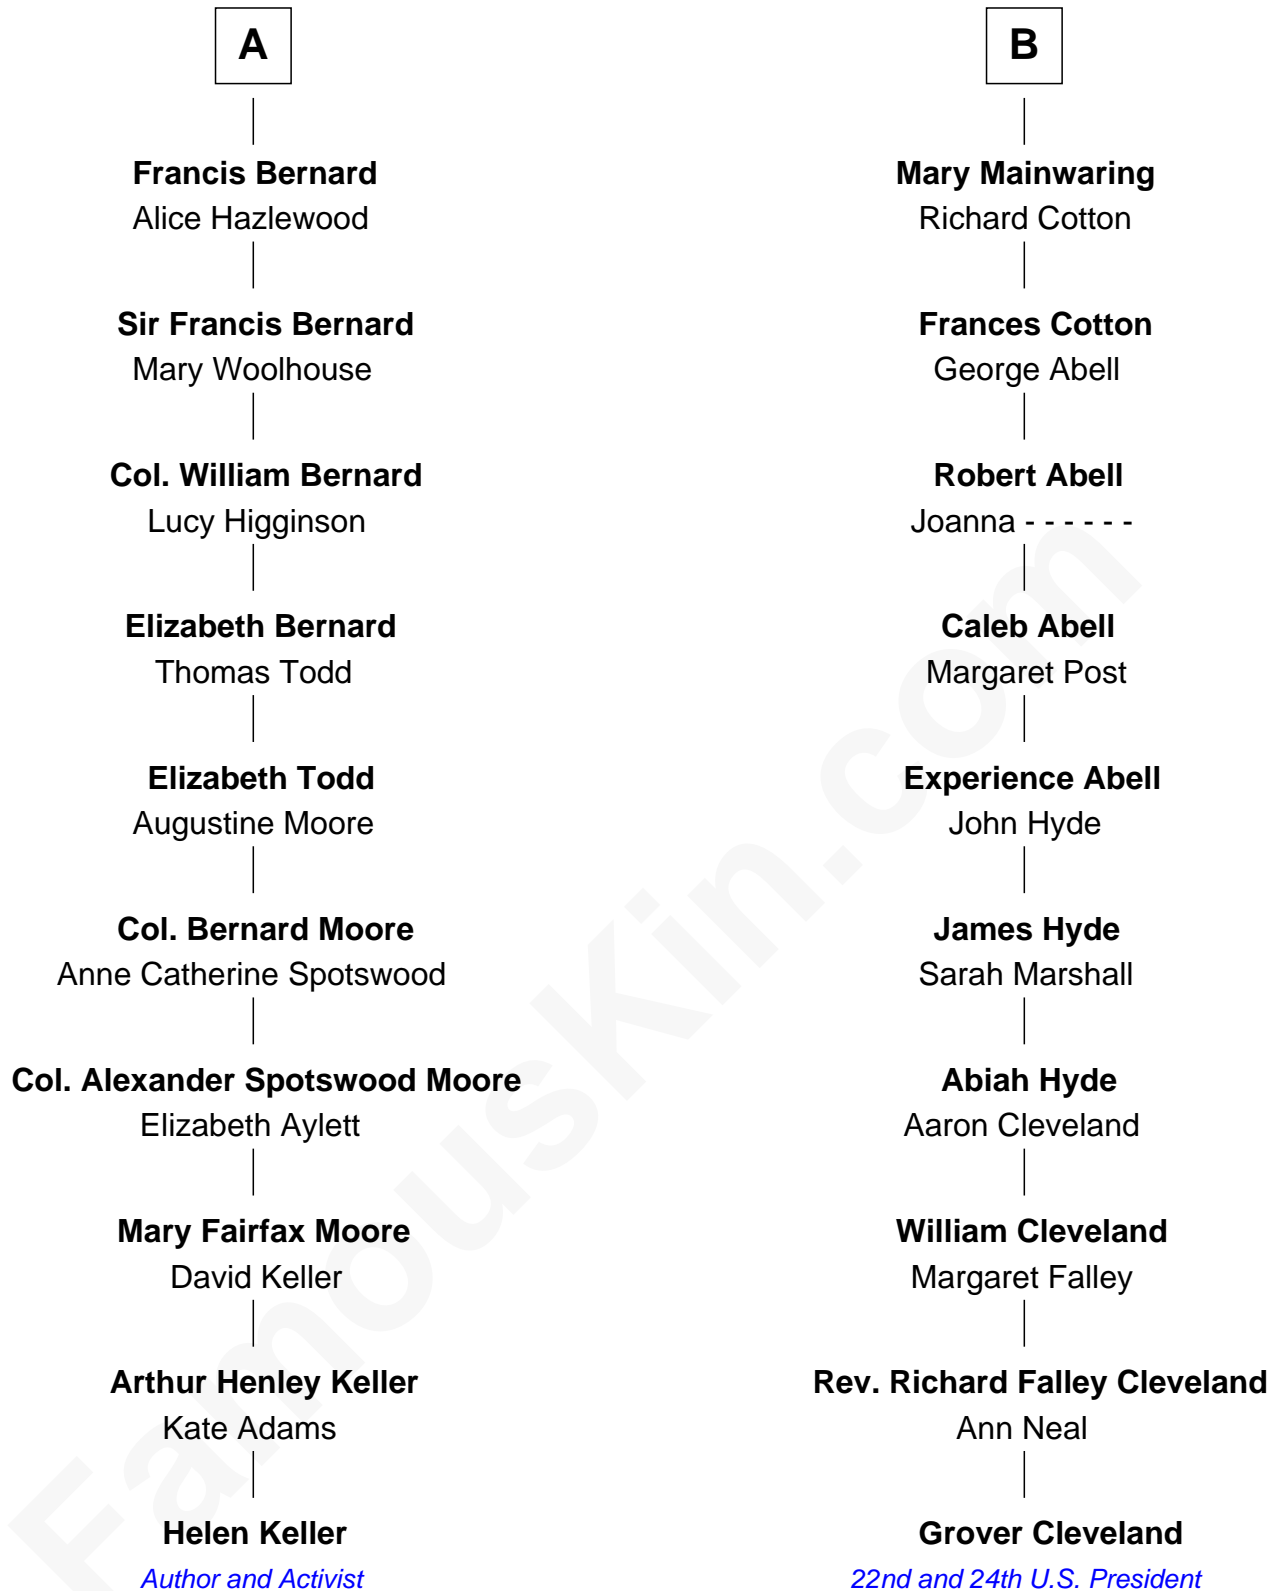 A
Francis Bernard
Alice Hazlewood
Sir Francis Bernard
Mary Woolhouse
Col. William Bernard
Lucy Higginson
Elizabeth Bernard
Thomas Todd
Elizabeth Todd
Augustine Moore
Col. Bernard Moore
Anne Catherine Spotswood
Col. Alexander Spotswood Moore
Elizabeth Aylett
Mary Fairfax Moore
David Keller
Arthur Henley Keller
Kate Adams
Helen Keller
Author and Activist
B
Mary Mainwaring
Richard Cotton
Frances Cotton
George Abell
Robert Abell
Joanna - - - - - -
Caleb Abell
Margaret Post
Experience Abell
John Hyde
James Hyde
Sarah Marshall
Abiah Hyde
Aaron Cleveland
William Cleveland
Margaret Falley
Rev. Richard Falley Cleveland
Ann Neal
Grover Cleveland
22nd and 24th U.S. President
FamousKin.com